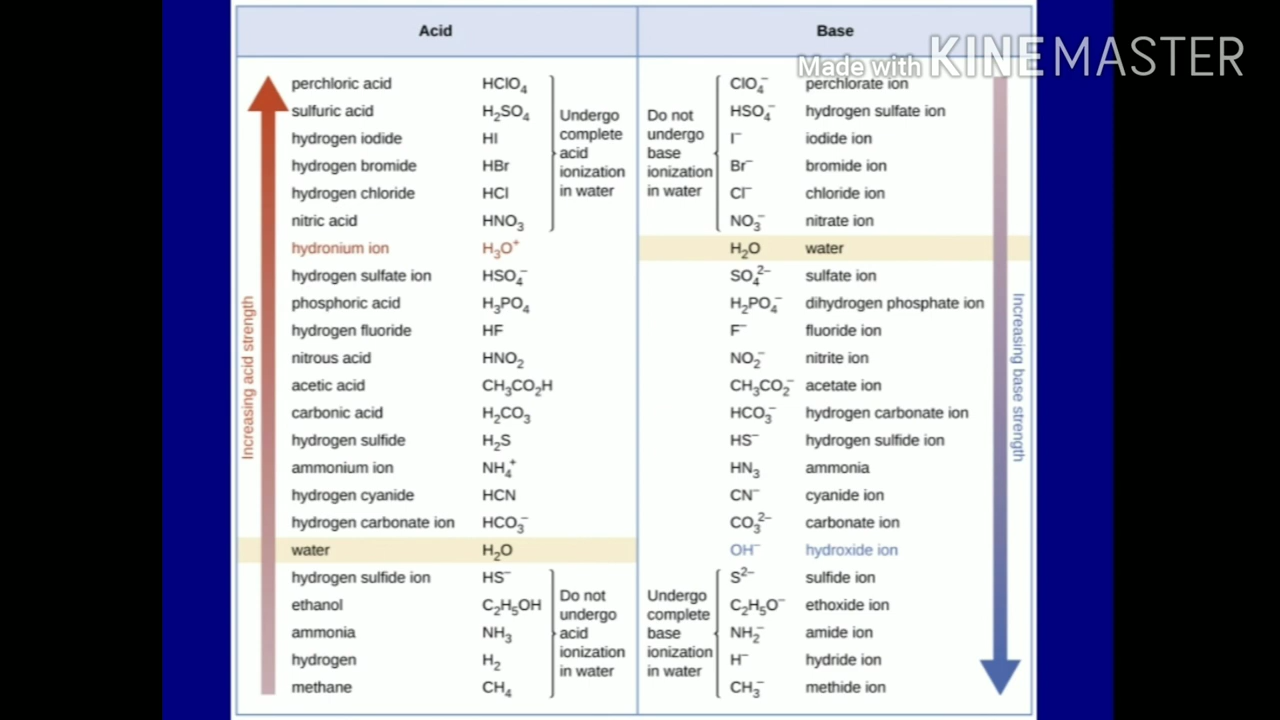 Acid Base
Made with KINEMASTER
perchloric acid HClO₄ ClO₄⁻ perchlorate ion
sulfuric acid H₂SO₄ HSO₄⁻ hydrogen sulfate ion
hydrogen iodide HI I⁻ iodide ion
hydrogen bromide HBr Br⁻ bromide ion
hydrogen chloride HCl Cl⁻ chloride ion
nitric acid HNO₃ NO₃⁻ nitrate ion
Undergo
complete
acid
ionization
in water
Do not
undergo
base
ionization
in water
hydronium ion H₃O⁺ H₂O water
hydrogen sulfate ion HSO₄⁻ SO₄²⁻ sulfate ion
phosphoric acid H₃PO₄ H₂PO₄⁻ dihydrogen phosphate ion
hydrogen fluoride HF F⁻ fluoride ion
nitrous acid HNO₂ NO₂⁻ nitrite ion
acetic acid CH₃CO₂H CH₃CO₂⁻ acetate ion
carbonic acid H₂CO₃ HCO₃⁻ hydrogen carbonate ion
hydrogen sulfide H₂S HS⁻ hydrogen sulfide ion
ammonium ion NH₄⁺ HN₃ ammonia
hydrogen cyanide HCN CN⁻ cyanide ion
hydrogen carbonate ion HCO₃⁻ CO₃²⁻ carbonate ion
water H₂O OH⁻ hydroxide ion
hydrogen sulfide ion HS⁻ S²⁻ sulfide ion
ethanol C₂H₅OH C₂H₅O⁻ ethoxide ion
ammonia NH₃ NH₂⁻ amide ion
hydrogen H₂ H⁻ hydride ion
methane CH₄ CH₃⁻ methide ion
Do not
undergo
acid
ionization
in water
Undergo
complete
base
ionization
in water
Increasing acid strength
Increasing base strength